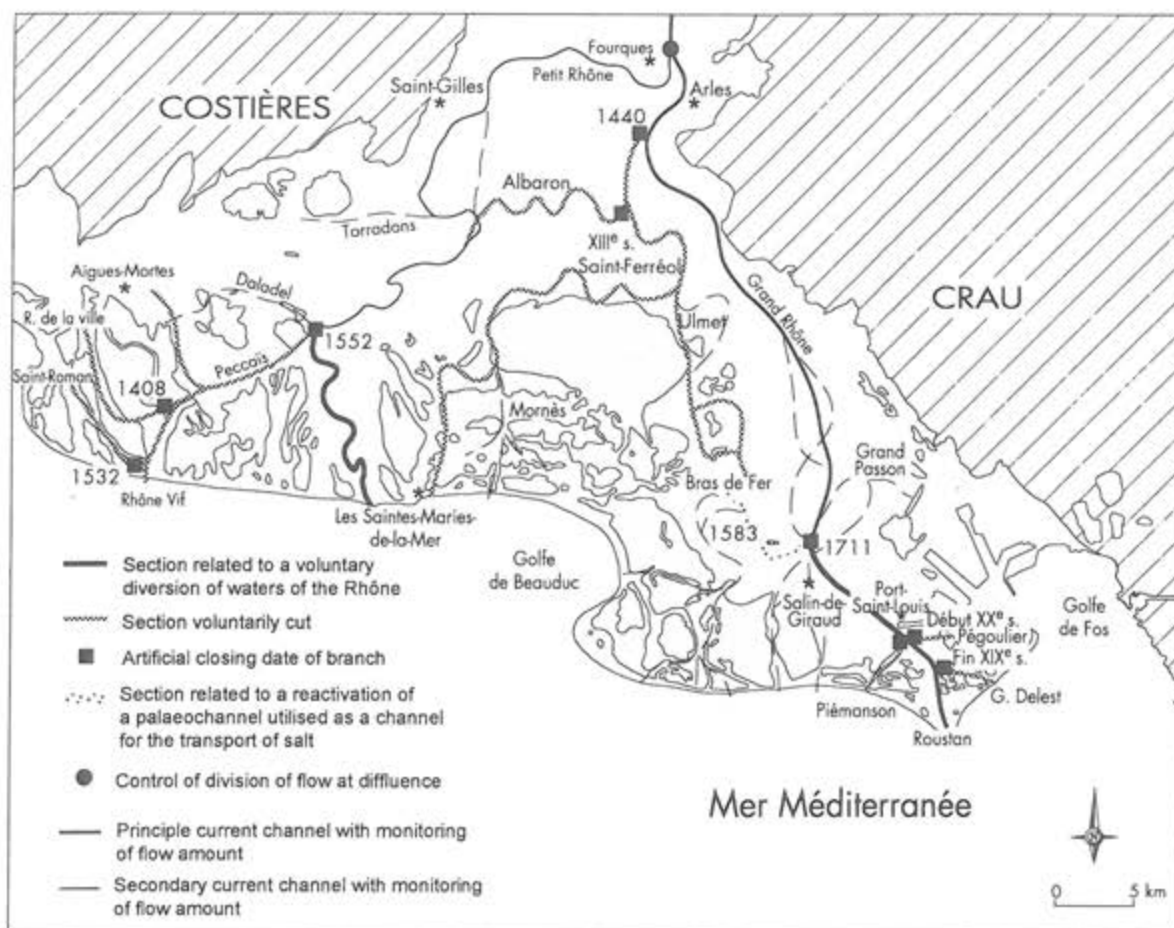 Fourques
Petit Rhône
Saint-Gilles
Arles
COSTIÈRES
1440
Albaron
Torradons
XIIIe s.
Saint-Ferréol
Aigues-Mortes
Daladel
CRAU
Grand Rhône
R. de la ville
Ulmet
1552
Peccaïs
Saint-Roman
1408
Mornès
Grand
Passon
1532
Rhône Vif
Bras de Fer
Les Saintes-Maries-
de-la-Mer
1583
1711
Golfe
de Beauduc
Salin-de-
Giraud
Port-
Saint-Louis
Début XXe s.
Pégoulier
Fin XIXe s.
Golfe
de Fos
G. Delest
Piémanson
Roustan
Mer Méditerranée
Section related to a voluntary
diversion of waters of the Rhône
Section voluntarily cut
Artificial closing date of branch
Section related to a reactivation of
a palaeochannel utilised as a channel
for the transport of salt
Control of division of flow at diffluence
Principle current channel with monitoring
of flow amount
Secondary current channel with monitoring
of flow amount
N
0 5 km